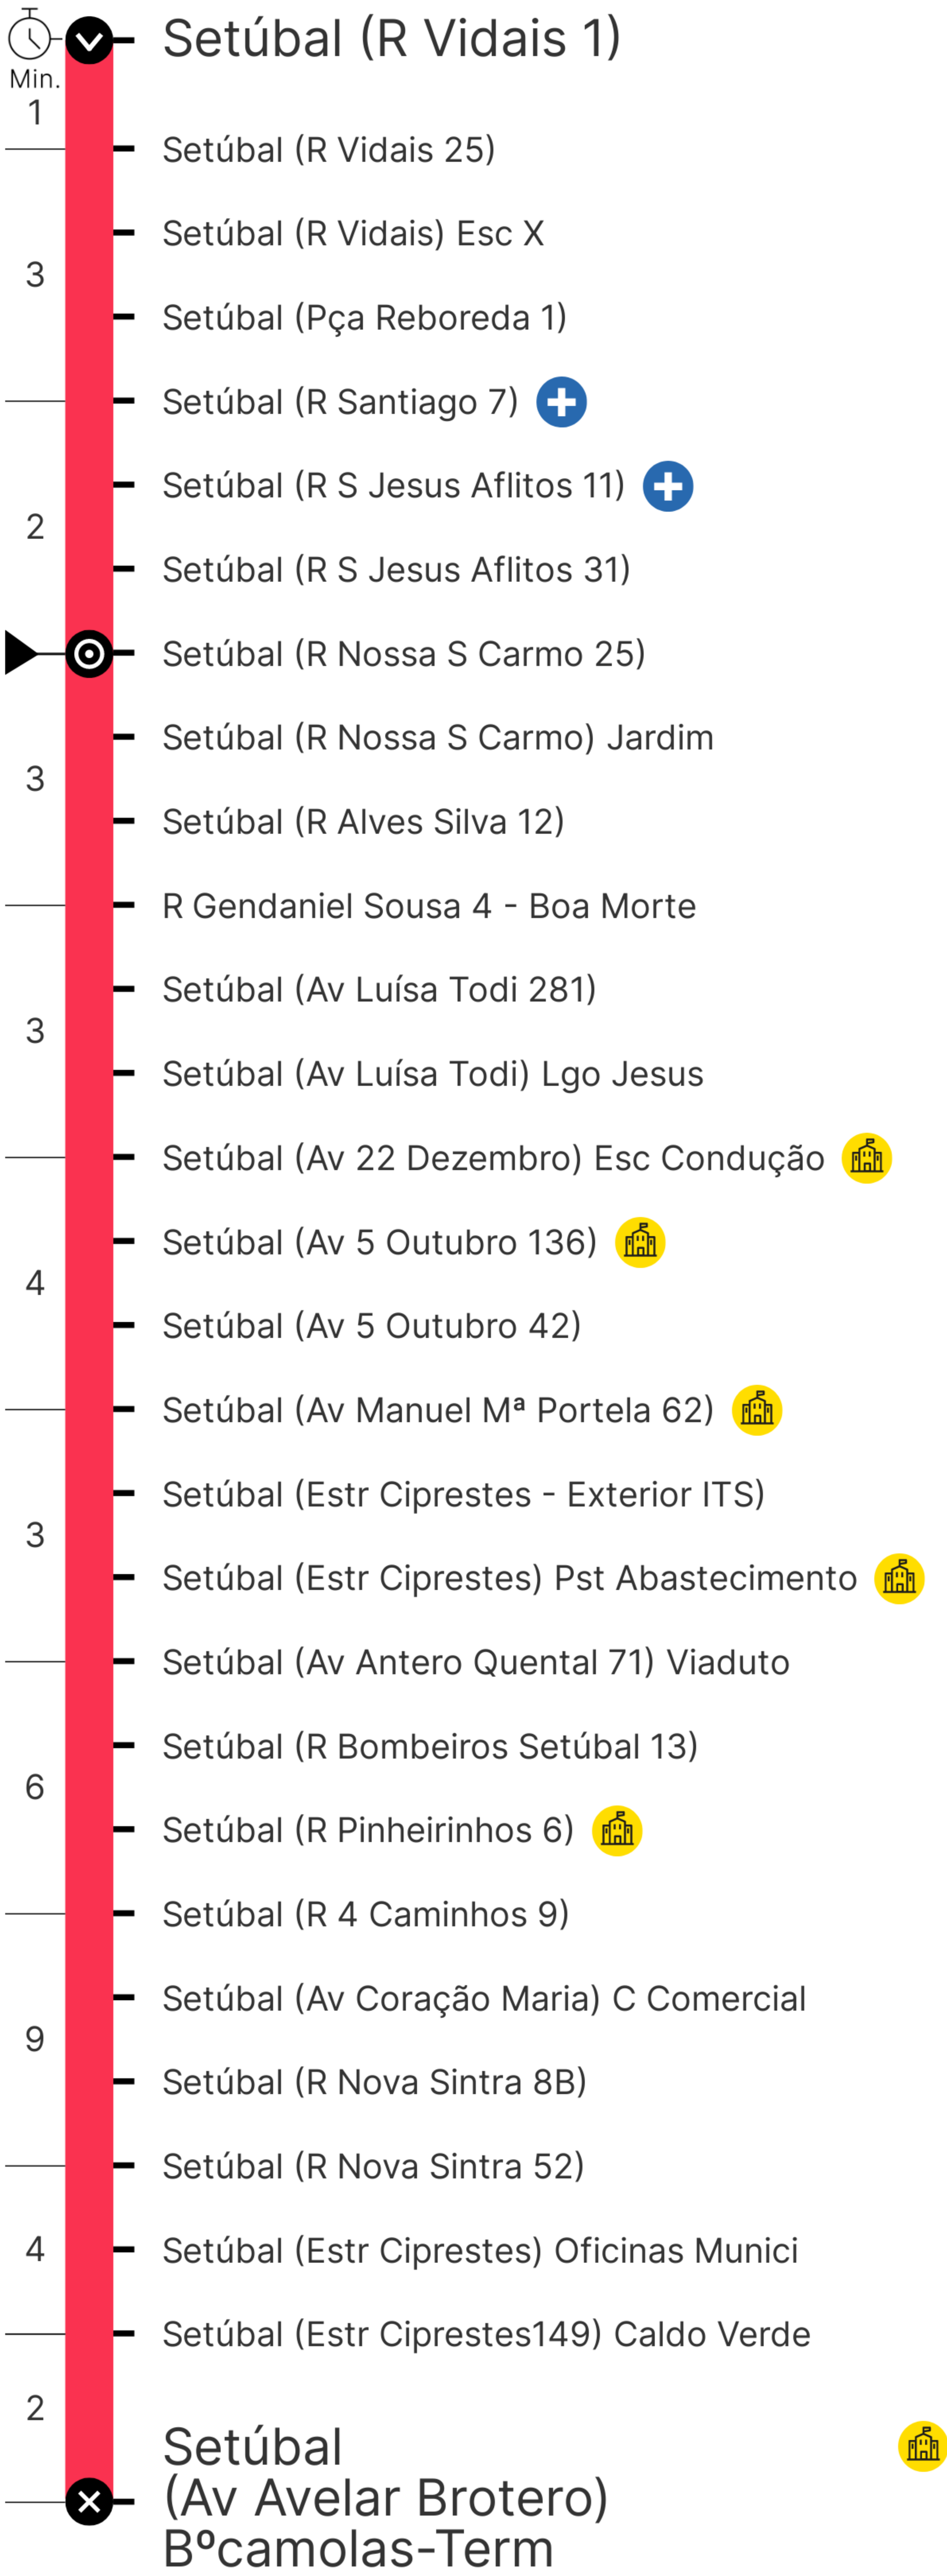 Setúbal (R Vidais 1)
Min.
1
Setúbal (R Vidais 25)
Setúbal (R Vidais) Esc X
3
Setúbal (Pça Reboreda 1)
Setúbal (R Santiago 7)
Setúbal (R S Jesus Aflitos 11)
2
Setúbal (R S Jesus Aflitos 31)
Setúbal (R Nossa S Carmo 25)
Setúbal (R Nossa S Carmo) Jardim
3
Setúbal (R Alves Silva 12)
R Gendaniel Sousa 4 - Boa Morte
Setúbal (Av Luísa Todi 281)
3
Setúbal (Av Luísa Todi) Lgo Jesus
Setúbal (Av 22 Dezembro) Esc Condução
Setúbal (Av 5 Outubro 136)
4
Setúbal (Av 5 Outubro 42)
Setúbal (Av Manuel Mª Portela 62)
Setúbal (Estr Ciprestes - Exterior ITS)
3
Setúbal (Estr Ciprestes) Pst Abastecimento
Setúbal (Av Antero Quental 71) Viaduto
Setúbal (R Bombeiros Setúbal 13)
6
Setúbal (R Pinheirinhos 6)
Setúbal (R 4 Caminhos 9)
Setúbal (Av Coração Maria) C Comercial
9
Setúbal (R Nova Sintra 8B)
Setúbal (R Nova Sintra 52)
4
Setúbal (Estr Ciprestes) Oficinas Munici
Setúbal (Estr Ciprestes149) Caldo Verde
2
Setúbal
(Av Avelar Brotero)
Bºcamolas-Term